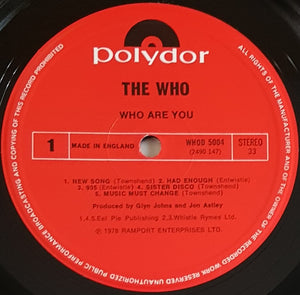 polydor
THE WHO
WHO ARE YOU
1
MADE IN ENGLAND
WHOD 5004
(2490 147)
STEREO
33
1. NEW SONG (Townshend) 2. HAD ENOUGH (Entwistle)
3. 905 (Entwistle) 4. SISTER DISCO (Townshend)
5. MUSIC MUST CHANGE (Townshend)
Produced by Glyn Johns and Jon Astley
1.4.5.Eel Pie Publishing 2.3.Whistle Rymes Ltd.
℗ 1978 RAMPORT ENTERPRISES LTD.
ALL RIGHTS OF THE MANUFACTURER AND OF THE OWNER OF THE RECORDED WORK RESERVED UNAUTHORIZED PUBLIC PERFORMANCE BROADCASTING AND COPYING OF THIS RECORD PROHIBITED